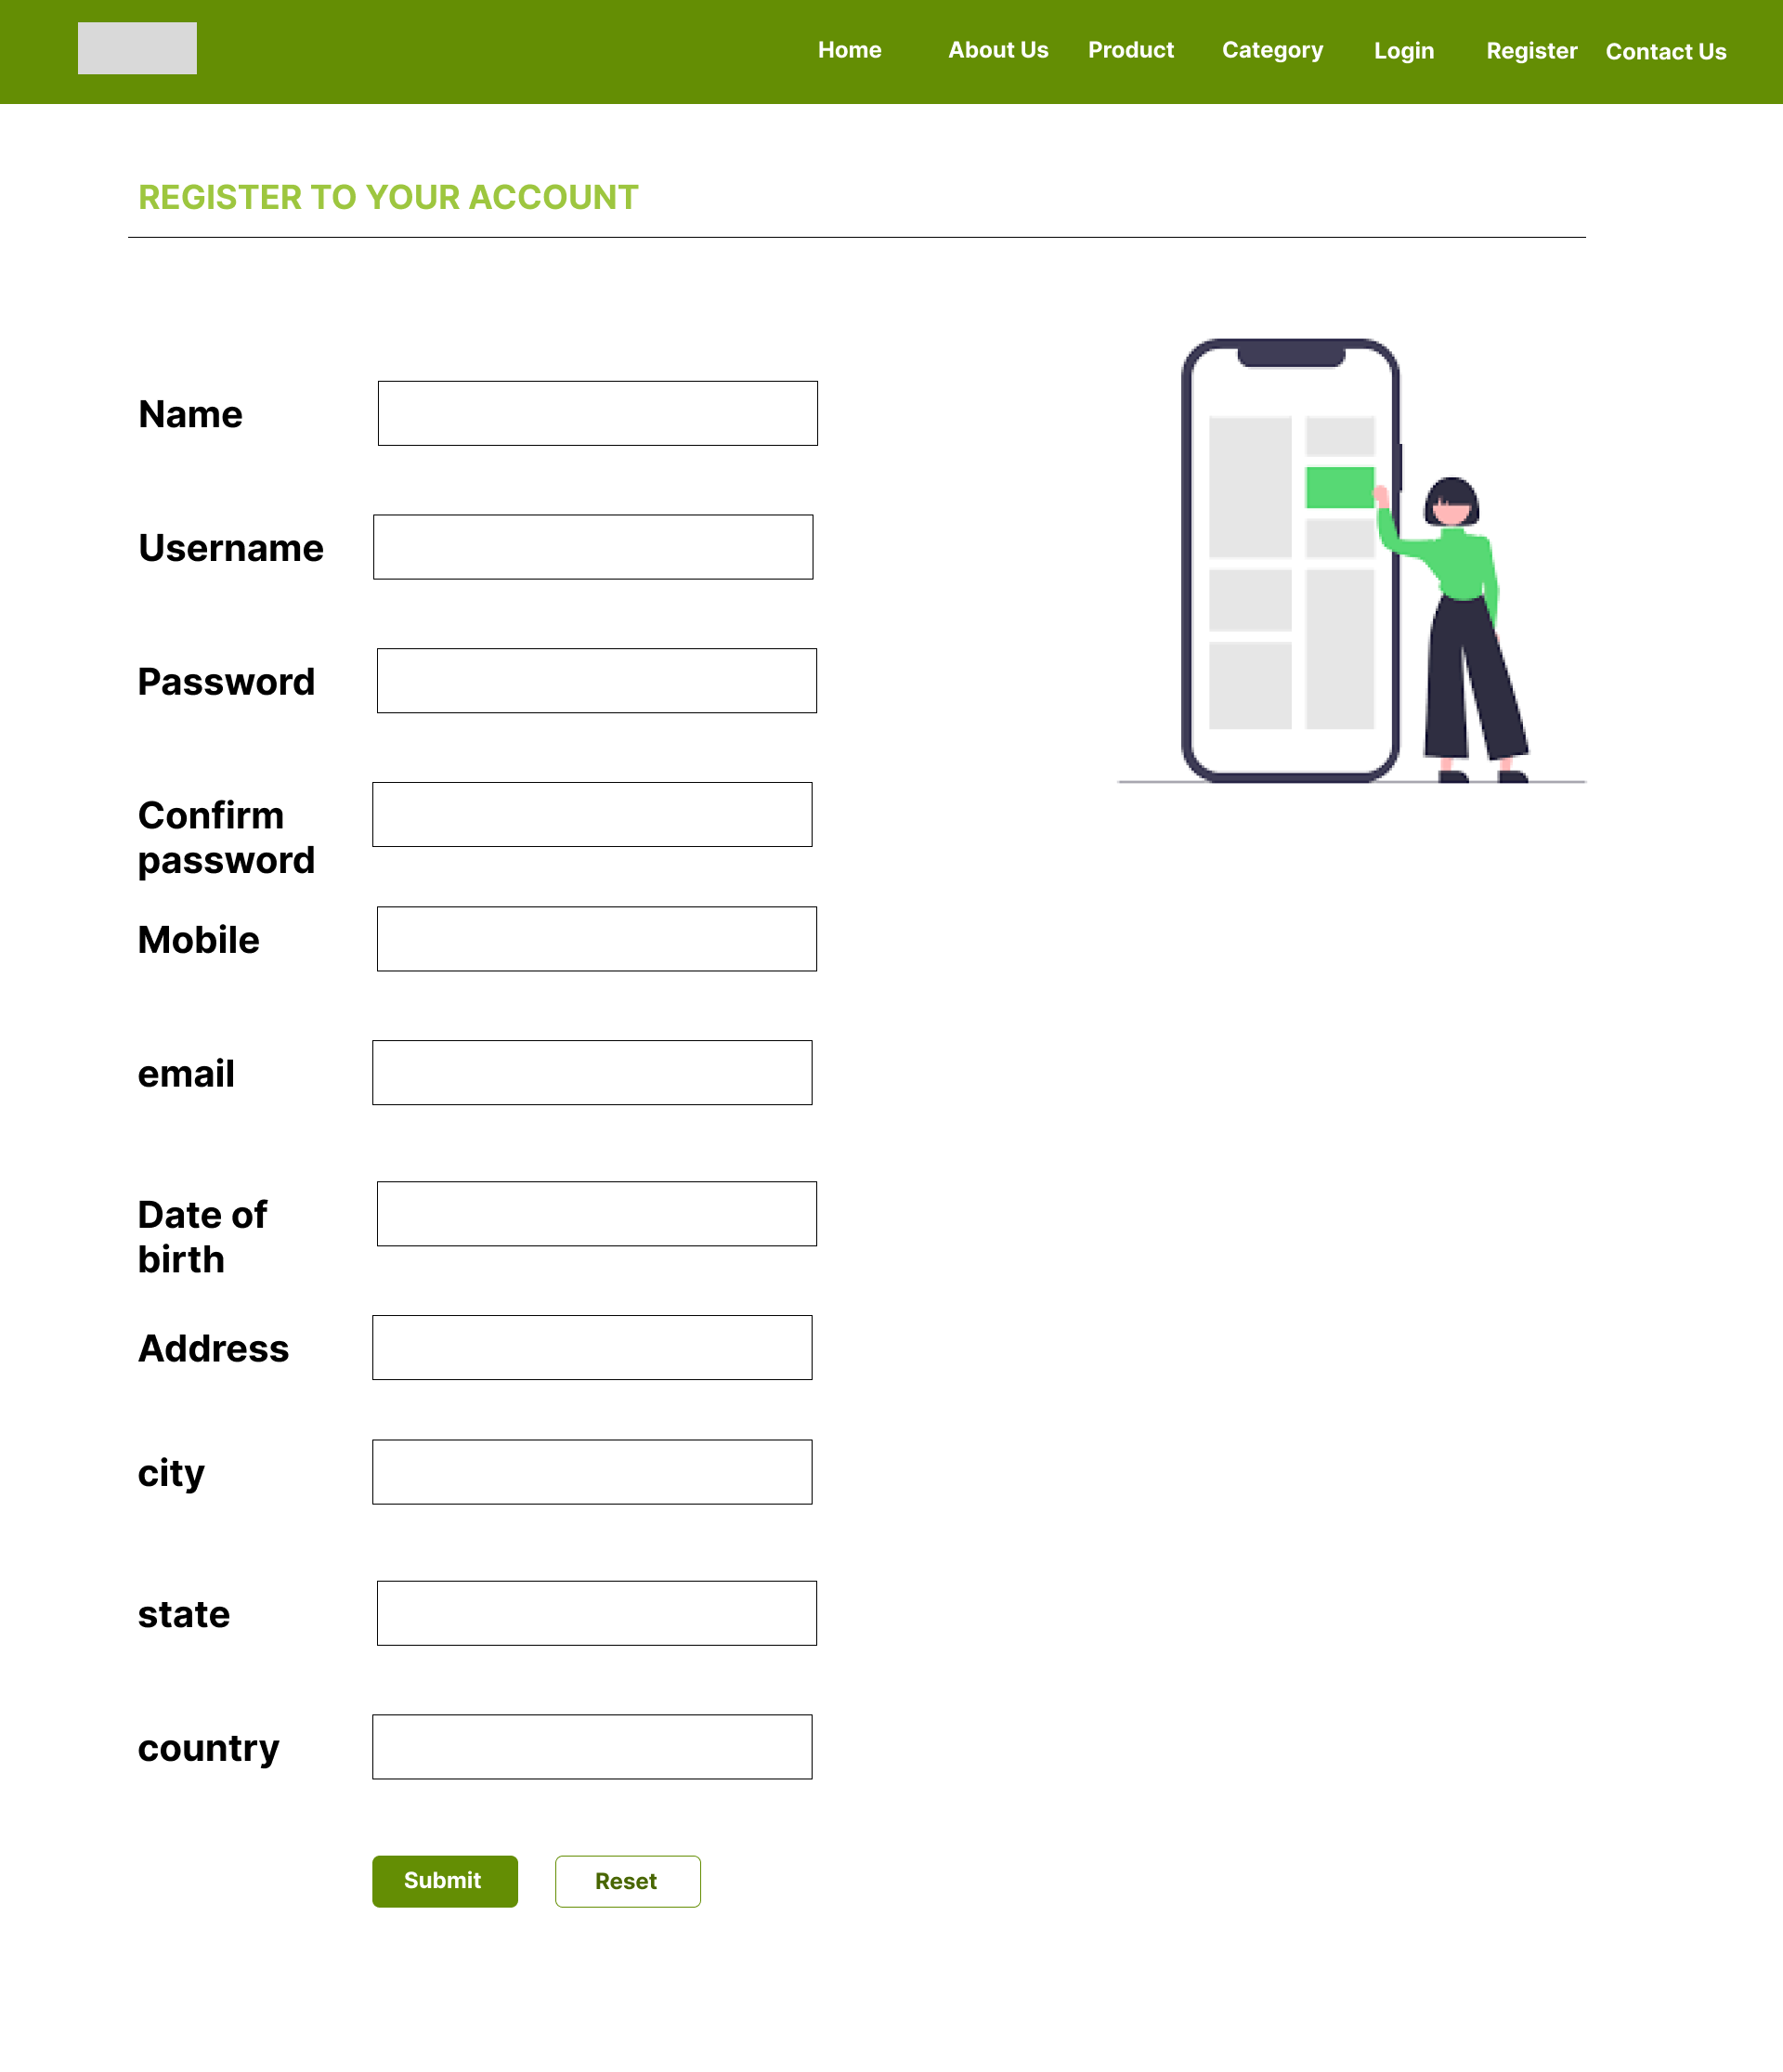 Home About Us Product Category Login Register Contact Us
REGISTER TO YOUR ACCOUNT
Name
Username
Password
Confirm
password
Mobile
email
Date of
birth
Address
city
state
country
Submit Reset